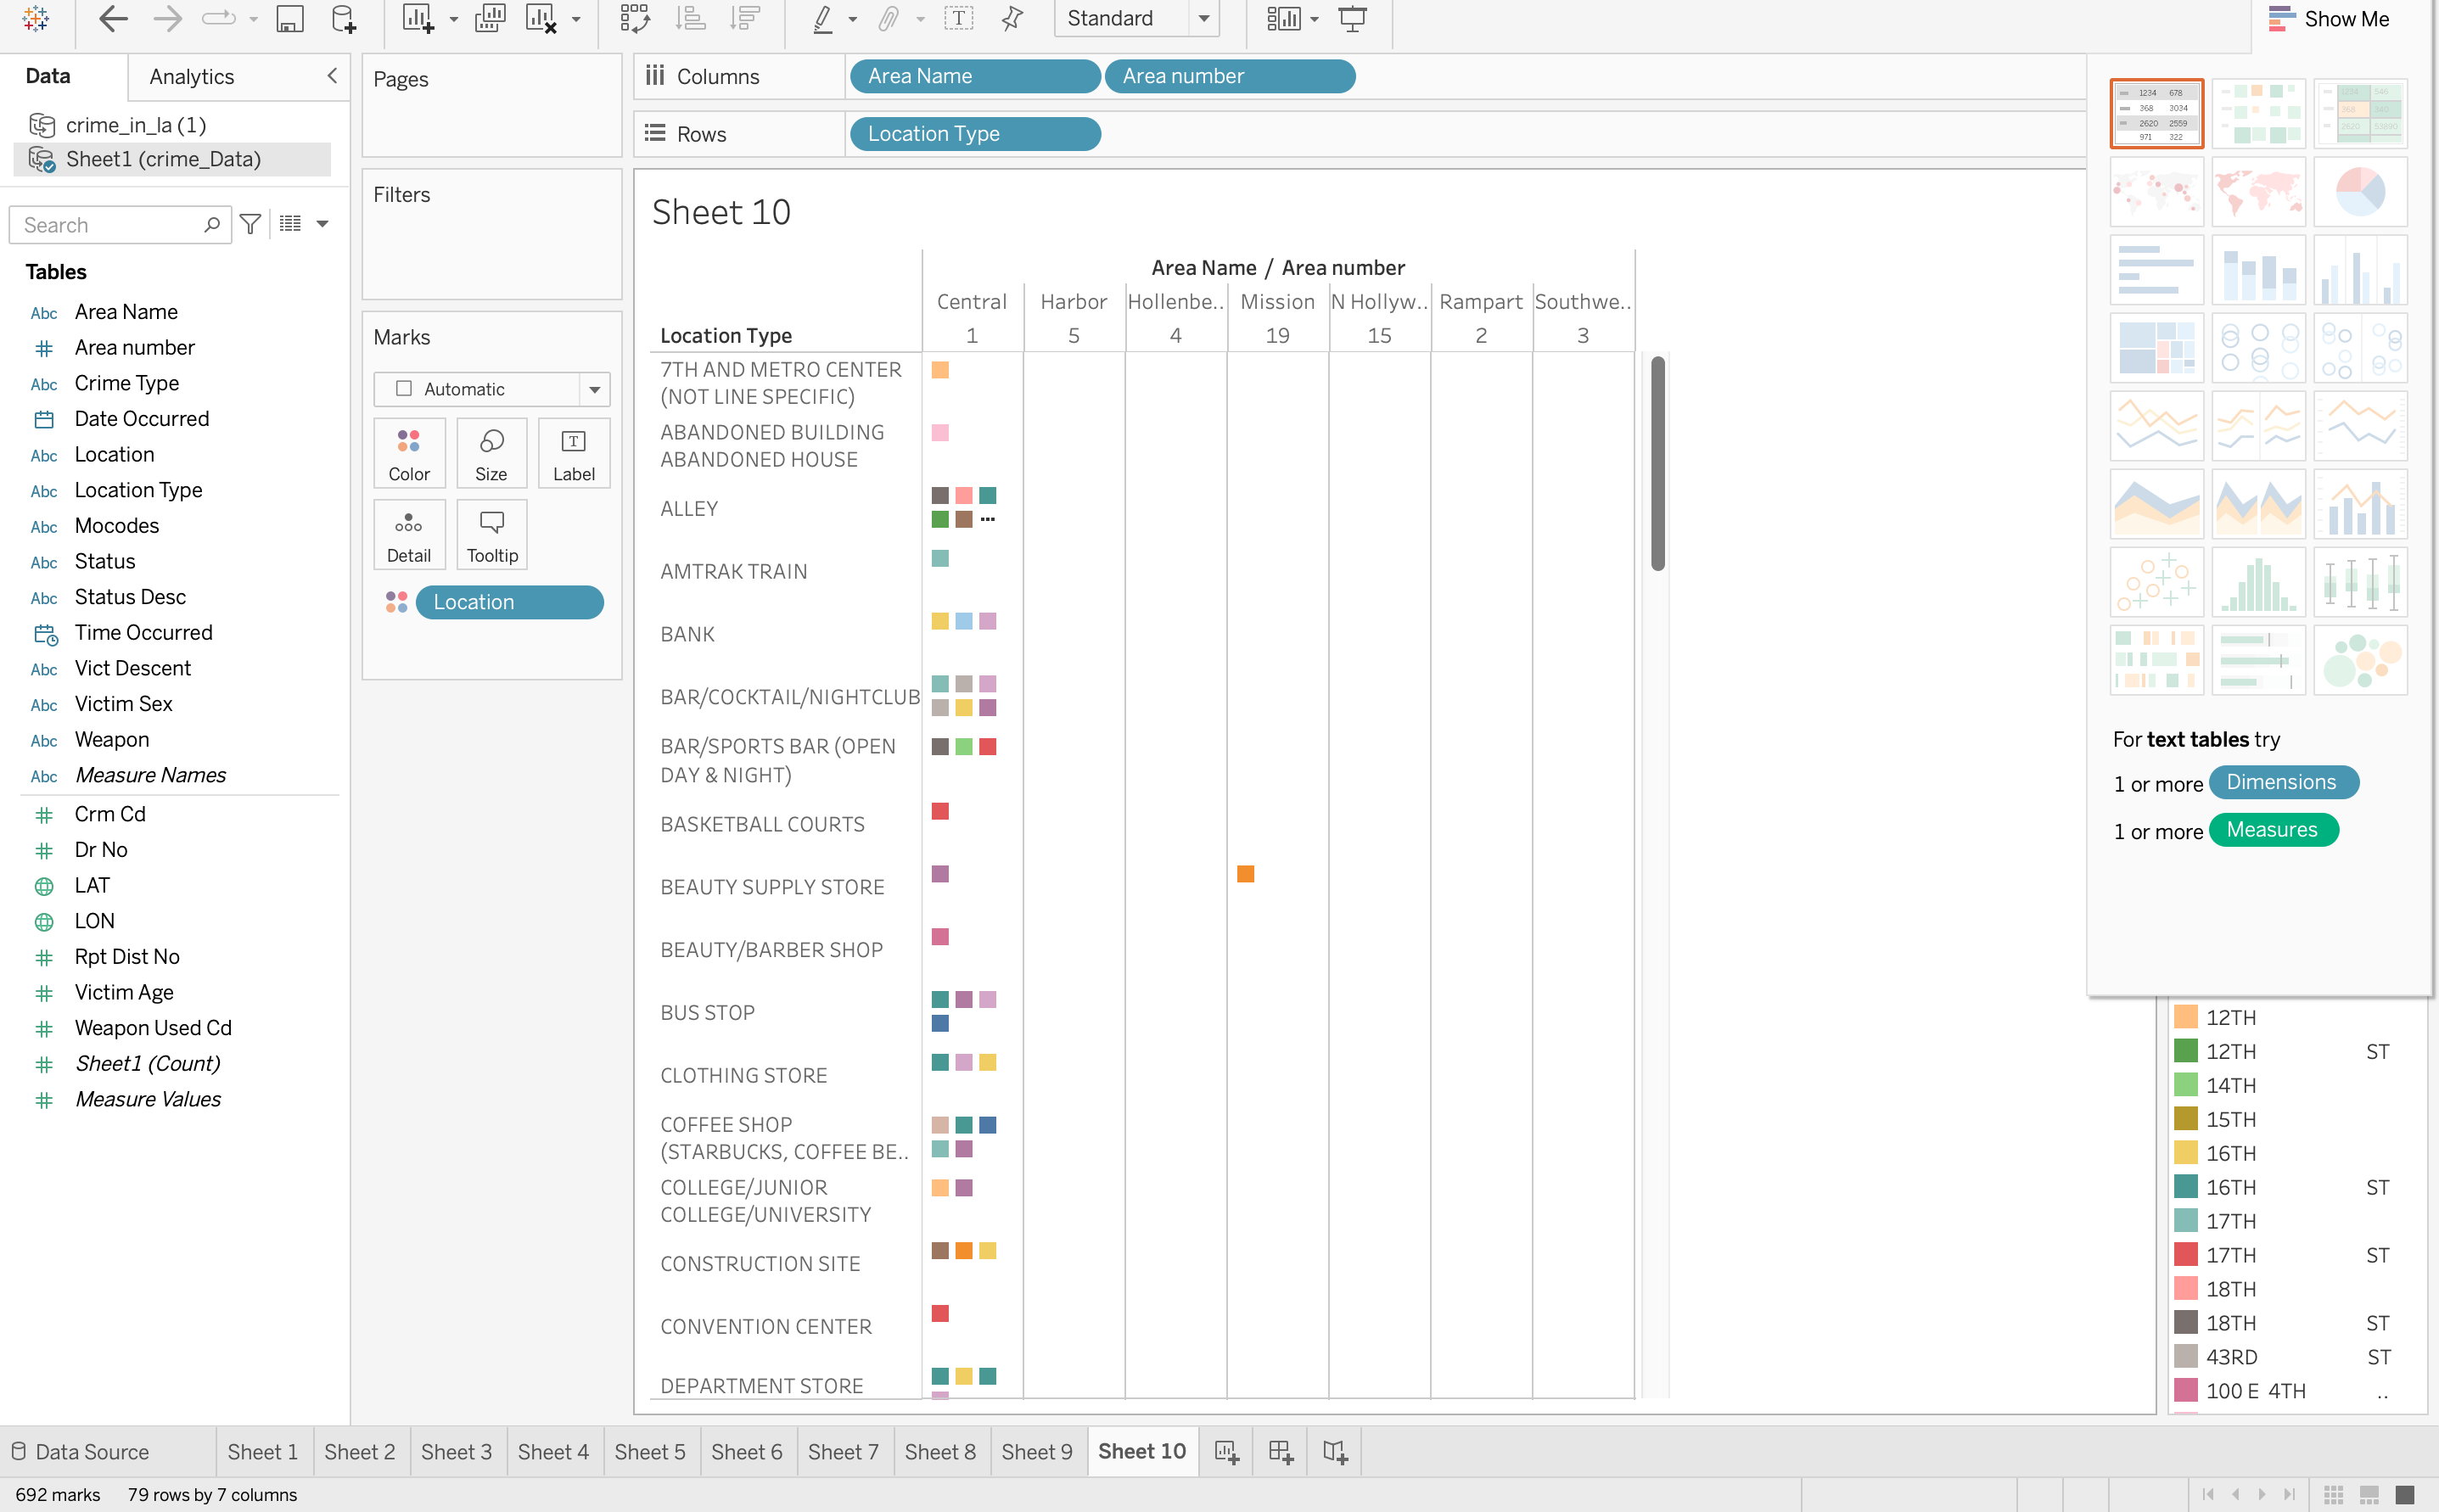 Standard
Show Me
Data
Analytics
crime_in_la (1)
Sheet1 (crime_Data)
Search
Tables
Abc Area Name
Area number
Abc Crime Type
Date Occurred
Abc Location
Abc Location Type
Abc Mocodes
Abc Status
Abc Status Desc
Time Occurred
Abc Vict Descent
Abc Victim Sex
Abc Weapon
Abc Measure Names
Crm Cd
Dr No
LAT
LON
Rpt Dist No
Victim Age
Weapon Used Cd
Sheet1 (Count)
Measure Values
Pages
Filters
Marks
Automatic
Color
Size
T
Label
Detail
Tooltip
Location
Columns
Area Name
Area number
Rows
Location Type
Sheet 10
Area Name / Area number
Central Harbor Hollenbe.. Mission N Hollyw.. Rampart Southwe..
Location Type 1 5 4 19 15 2 3
7TH AND METRO CENTER
(NOT LINE SPECIFIC)
ABANDONED BUILDING
ABANDONED HOUSE
ALLEY
...
AMTRAK TRAIN
BANK
BAR/COCKTAIL/NIGHTCLUB
BAR/SPORTS BAR (OPEN
DAY & NIGHT)
BASKETBALL COURTS
BEAUTY SUPPLY STORE
BEAUTY/BARBER SHOP
BUS STOP
CLOTHING STORE
COFFEE SHOP
(STARBUCKS, COFFEE BE..
COLLEGE/JUNIOR
COLLEGE/UNIVERSITY
CONSTRUCTION SITE
CONVENTION CENTER
DEPARTMENT STORE
1234 678
368 3034
2620 2559
971 322
For text tables try
1 or more Dimensions
1 or more Measures
12TH
12TH ST
14TH
15TH
16TH
16TH ST
17TH
17TH ST
18TH
18TH ST
43RD ST
100 E 4TH ..
Data Source
Sheet 1
Sheet 2
Sheet 3
Sheet 4
Sheet 5
Sheet 6
Sheet 7
Sheet 8
Sheet 9
Sheet 10
692 marks 79 rows by 7 columns